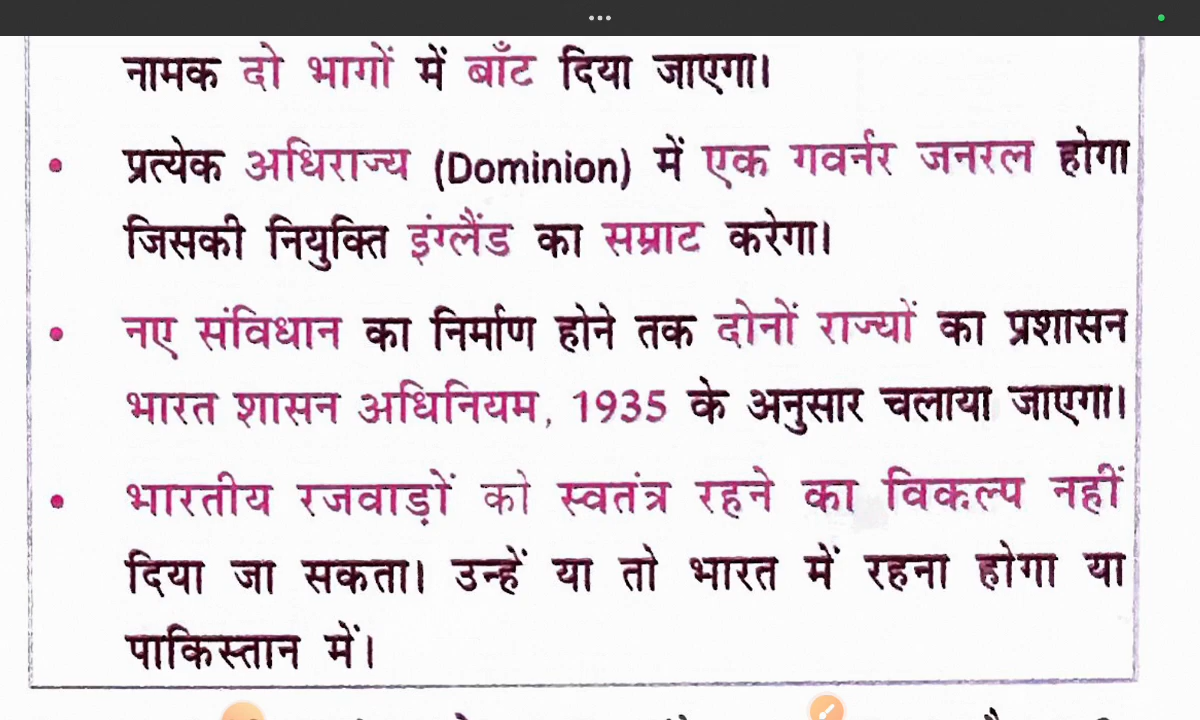 नामक दो भागों में बाँट दिया जाएगा।
• प्रत्येक अधिराज्य (Dominion) में एक गवर्नर जनरल होगा
जिसकी नियुक्ति इंग्लैंड का सम्राट करेगा।
• नए संविधान का निर्माण होने तक दोनों राज्यों का प्रशासन
भारत शासन अधिनियम, 1935 के अनुसार चलाया जाएगा।
• भारतीय रजवाड़ों को स्वतंत्र रहने का विकल्प नहीं
दिया जा सकता। उन्हें या तो भारत में रहना होगा या
पाकिस्तान में।